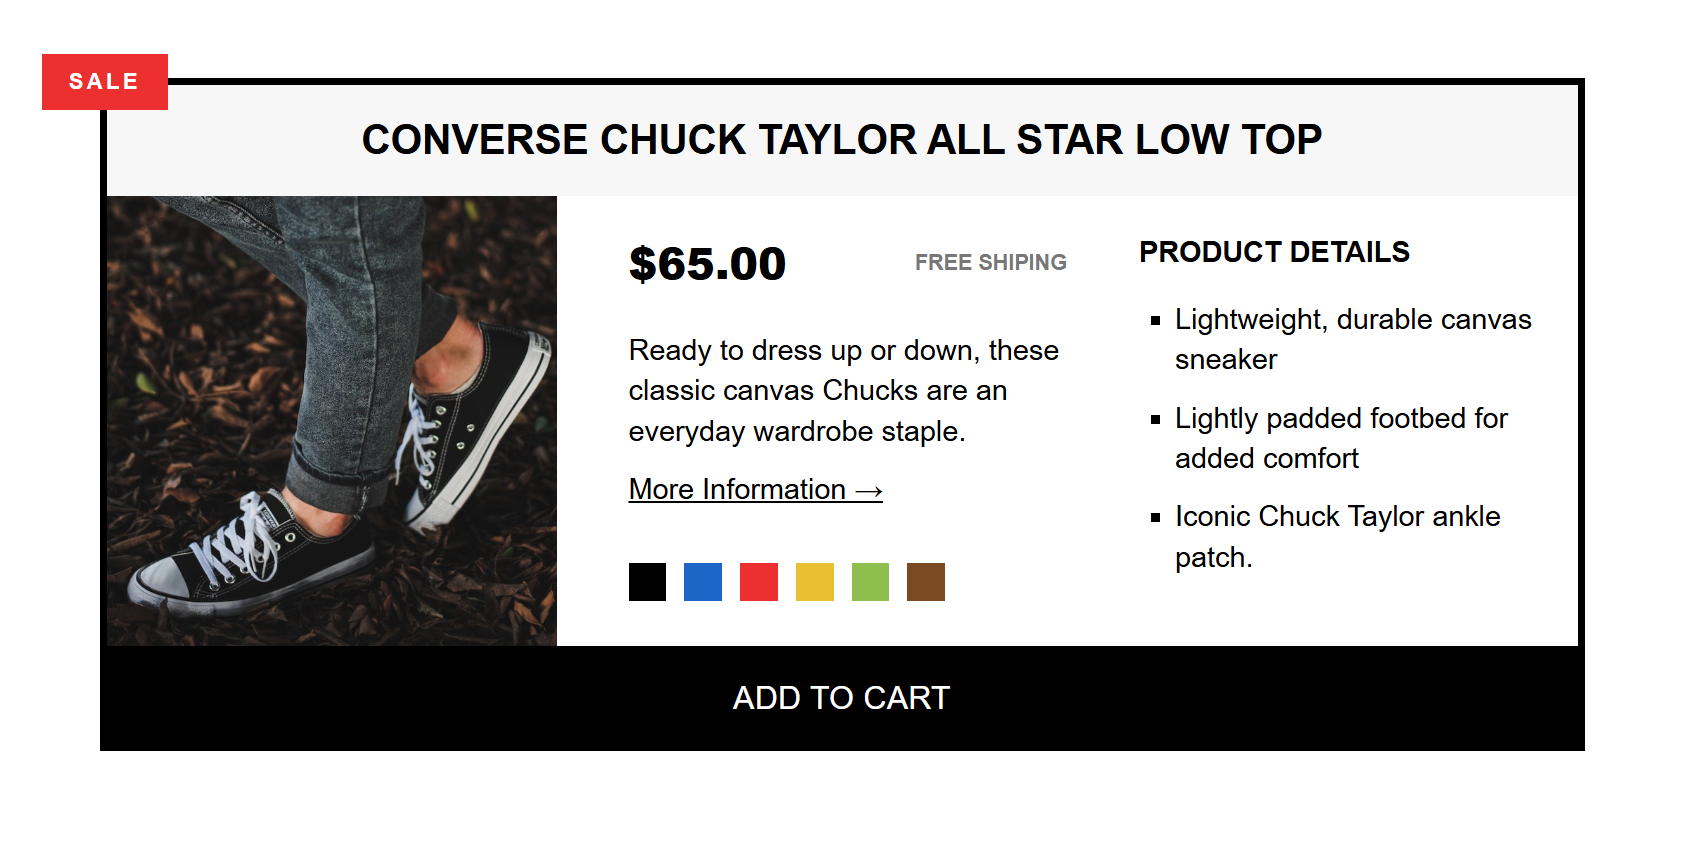 SALE
CONVERSE CHUCK TAYLOR ALL STAR LOW TOP
$65.00
FREE SHIPING
Ready to dress up or down, these
classic canvas Chucks are an
everyday wardrobe staple.
More Information →
PRODUCT DETAILS
Lightweight, durable canvas
sneaker
Lightly padded footbed for
added comfort
Iconic Chuck Taylor ankle
patch.
ADD TO CART